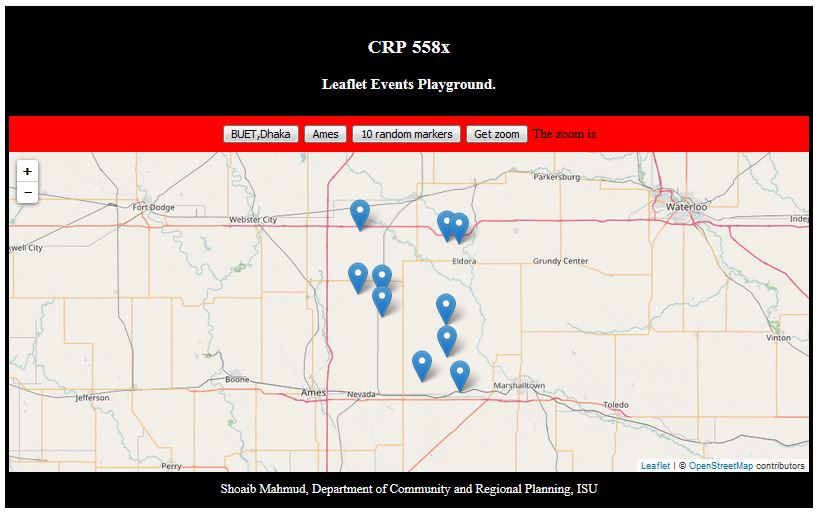 CRP 558x
Leaflet Events Playground.
BUET,Dhaka Ames 10 random markers Get zoom The zoom is
+
−
Parkersburg
Fort Dodge
Waterloo
Webster City
Indep
kwell City
Eldora
Grundy Center
Vinton
Boone
Marshalltown
Ames
Nevada
Jefferson
Toledo
Perry
Leaflet | © OpenStreetMap contributors
Shoaib Mahmud, Department of Community and Regional Planning, ISU